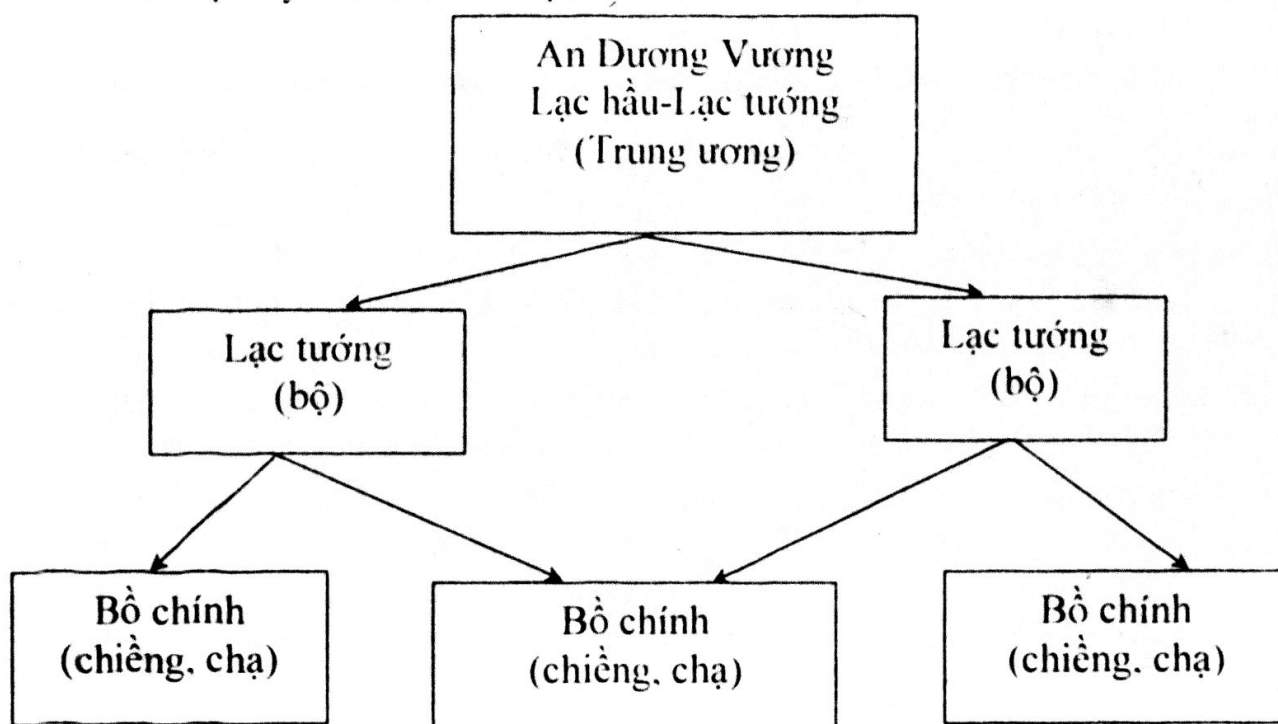 An Dương Vương
Lạc hầu-Lạc tướng
(Trung ương)
Lạc tướng
(bộ)
Lạc tướng
(bộ)
Bồ chính
(chiềng, chạ)
Bồ chính
(chiềng, chạ)
Bồ chính
(chiềng, chạ)